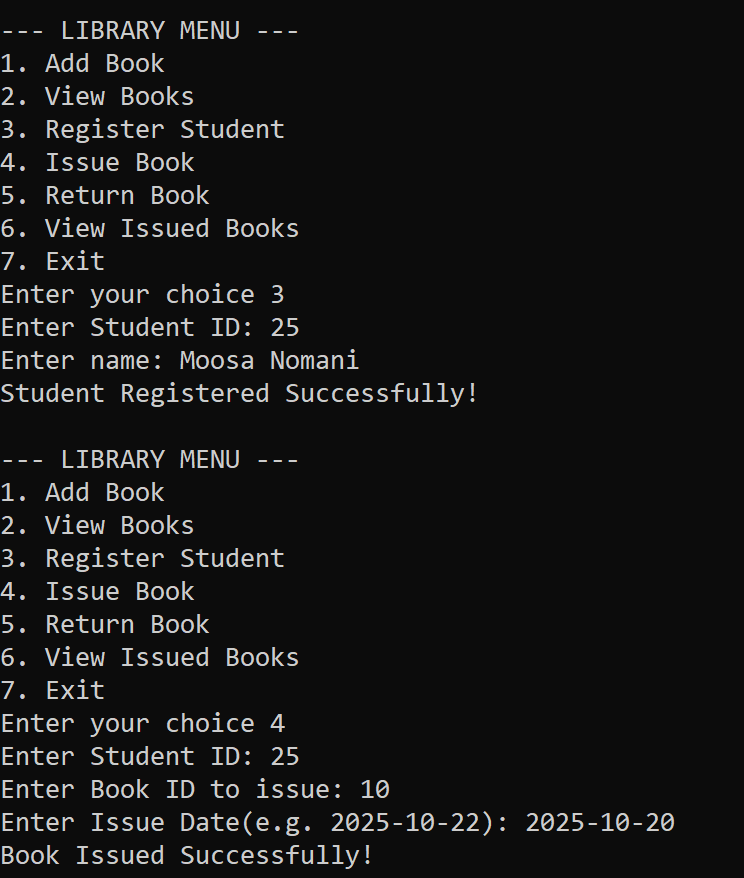 --- LIBRARY MENU ---
1. Add Book
2. View Books
3. Register Student
4. Issue Book
5. Return Book
6. View Issued Books
7. Exit
Enter your choice 3
Enter Student ID: 25
Enter name: Moosa Nomani
Student Registered Successfully!

--- LIBRARY MENU ---
1. Add Book
2. View Books
3. Register Student
4. Issue Book
5. Return Book
6. View Issued Books
7. Exit
Enter your choice 4
Enter Student ID: 25
Enter Book ID to issue: 10
Enter Issue Date(e.g. 2025-10-22): 2025-10-20
Book Issued Successfully!